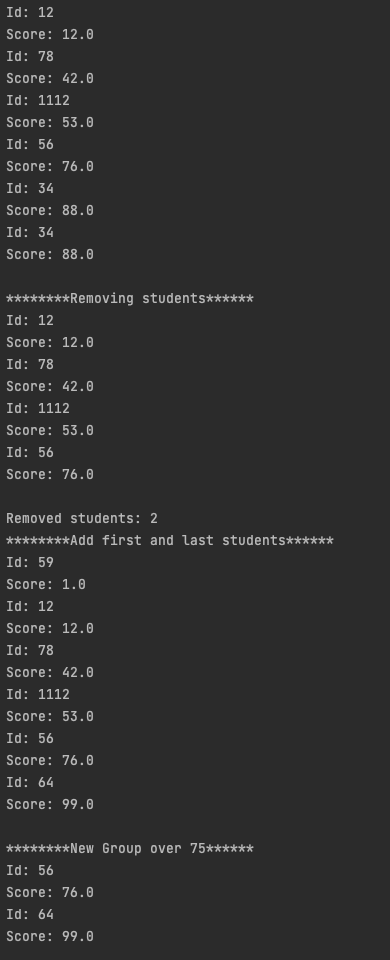 Id: 12
Score: 12.0
Id: 78
Score: 42.0
Id: 1112
Score: 53.0
Id: 56
Score: 76.0
Id: 34
Score: 88.0
Id: 34
Score: 88.0
********Removing students******
Id: 12
Score: 12.0
Id: 78
Score: 42.0
Id: 1112
Score: 53.0
Id: 56
Score: 76.0
Removed students: 2
********Add first and last students******
Id: 59
Score: 1.0
Id: 12
Score: 12.0
Id: 78
Score: 42.0
Id: 1112
Score: 53.0
Id: 56
Score: 76.0
Id: 64
Score: 99.0
********New Group over 75******
Id: 56
Score: 76.0
Id: 64
Score: 99.0